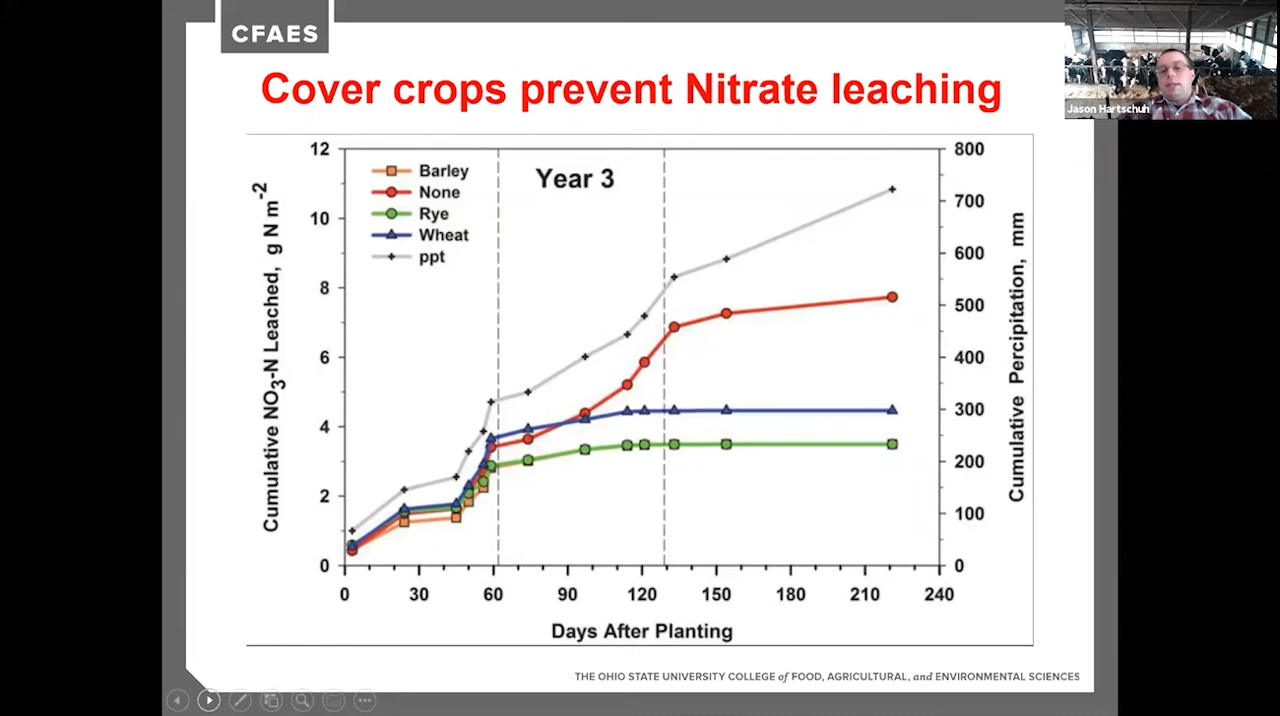 CFAES
Cover crops prevent Nitrate leaching
Jason Hartschuh
12
10
8
6
4
2
0
Cumulative NO3-N Leached, g N m-2
Barley
None
Rye
Wheat
ppt
Year 3
800
700
600
500
400
300
200
100
0
Cumulative Percipitation, mm
0 30 60 90 120 150 180 210 240
Days After Planting
THE OHIO STATE UNIVERSITY COLLEGE of FOOD, AGRICULTURAL, and ENVIRONMENTAL SCIENCES